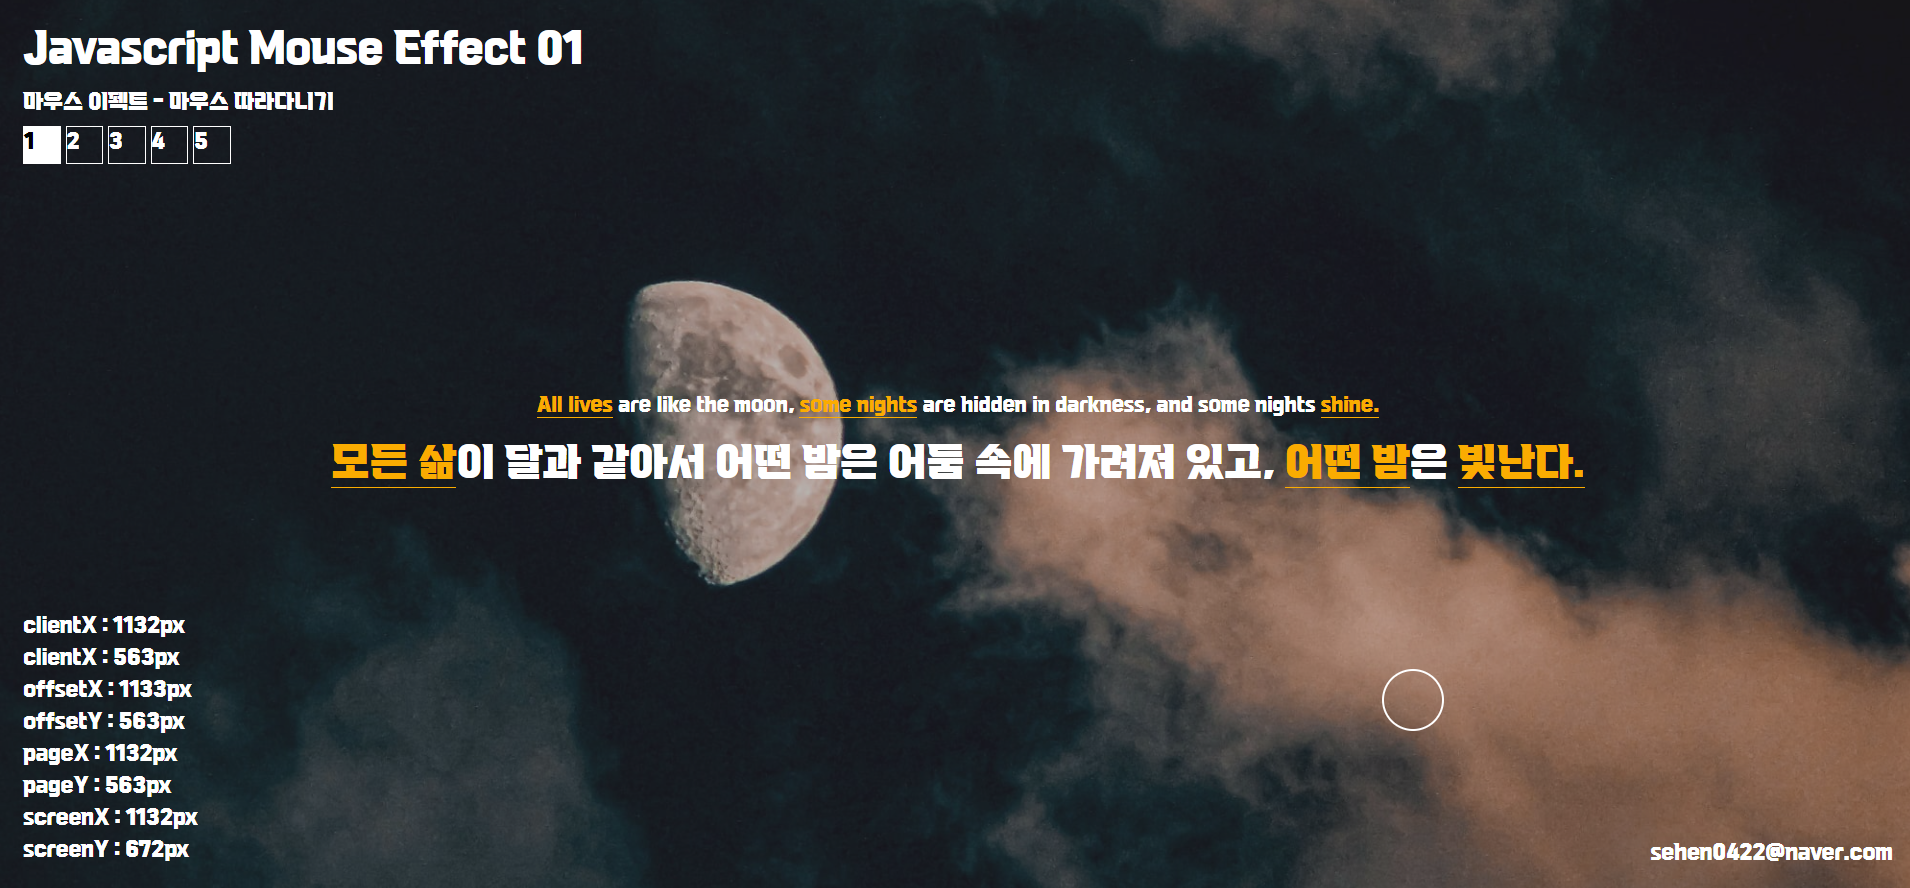 Javascript Mouse Effect 01
마우스 이펙트 - 마우스 따라다니기
1 2 3 4 5
All lives are like the moon, some nights are hidden in darkness, and some nights shine.
모든 삶이 달과 같아서 어떤 밤은 어둠 속에 가려져 있고, 어떤 밤은 빛난다.
clientX : 1132px
clientX : 563px
offsetX : 1133px
offsetY : 563px
pageX : 1132px
pageY : 563px
screenX : 1132px
screenY : 672px
sehen0422@naver.com